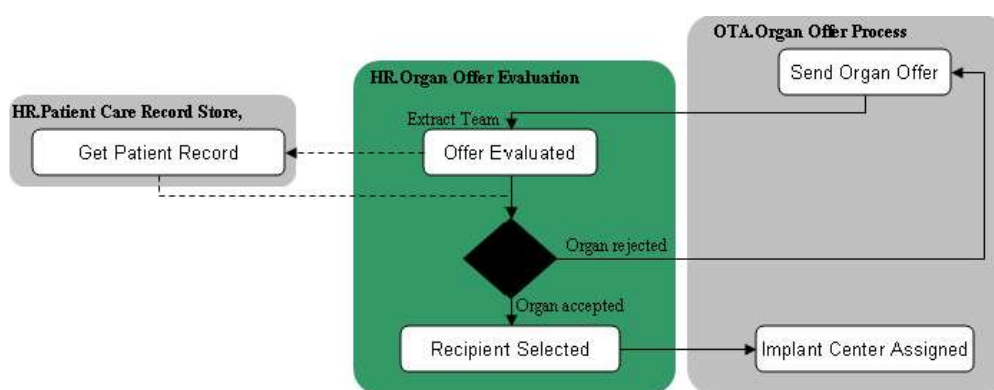 OTA.Organ Offer Process
Send Organ Offer
HR.Organ Offer Evaluation
HR.Patient Care Record Store,
Extract Team
Get Patient Record
Offer Evaluated
Organ rejected
Organ accepted
Recipient Selected
Implant Center Assigned